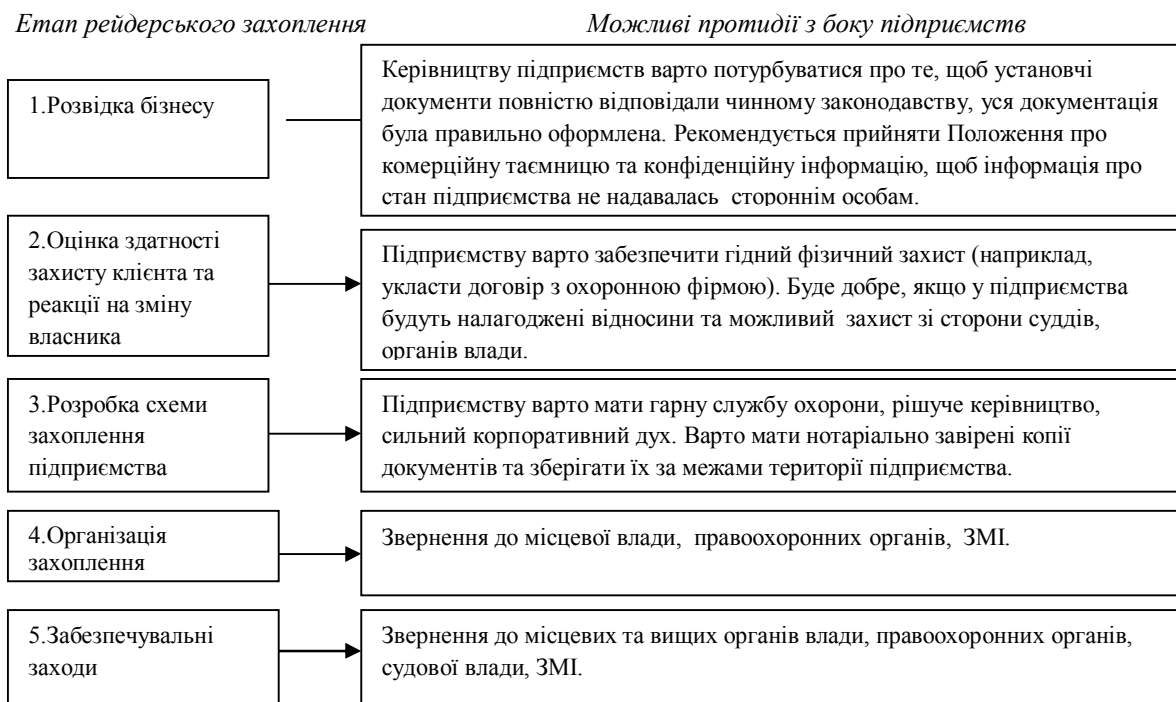 Етап рейдерського захоплення
Можливі протидії з боку підприємств
1.Розвідка бізнесу
Керівництву підприємств варто потурбуватися про те, щоб установчі
документи повністю відповідали чинному законодавству, уся документація
була правильно оформлена. Рекомендується прийняти Положення про
комерційну таємницю та конфіденційну інформацію, щоб інформація про
стан підприємства не надавалась стороннім особам.
2.Оцінка здатності
захисту клієнта та
реакції на зміну
власника
Підприємству варто забезпечити гідний фізичний захист (наприклад,
укласти договір з охоронною фірмою). Буде добре, якщо у підприємства
будуть налагоджені відносини та можливий захист зі сторони суддів,
органів влади.
3.Розробка схеми
захоплення
підприємства
Підприємству варто мати гарну службу охорони, рішуче керівництво,
сильний корпоративний дух. Варто мати нотаріально завірені копії
документів та зберігати їх за межами території підприємства.
4.Організація
захоплення
Звернення до місцевої влади, правоохоронних органів, ЗМІ.
5.Забезпечувальні
заходи
Звернення до місцевих та вищих органів влади, правоохоронних органів,
судової влади, ЗМІ.